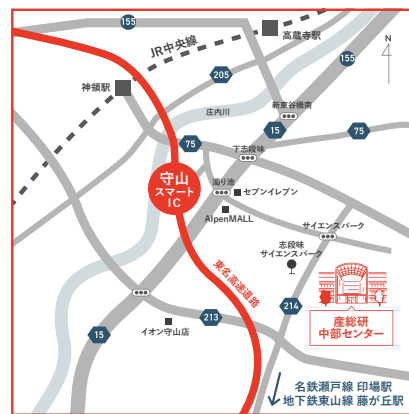 155
高蔵寺駅
JR中央線
N
155
205
神領駅
庄内川
新東谷橋南
15
75
75
下志段味
守山
スマート
IC
濁り池
セブンイレブン
AlpenMALL
サイエンスパーク
志段味
サイエンスパーク
東名高速道路
214
213
15
イオン守山店
産総研
中部センター
名鉄瀬戸線 印場駅
地下鉄東山線 藤が丘駅